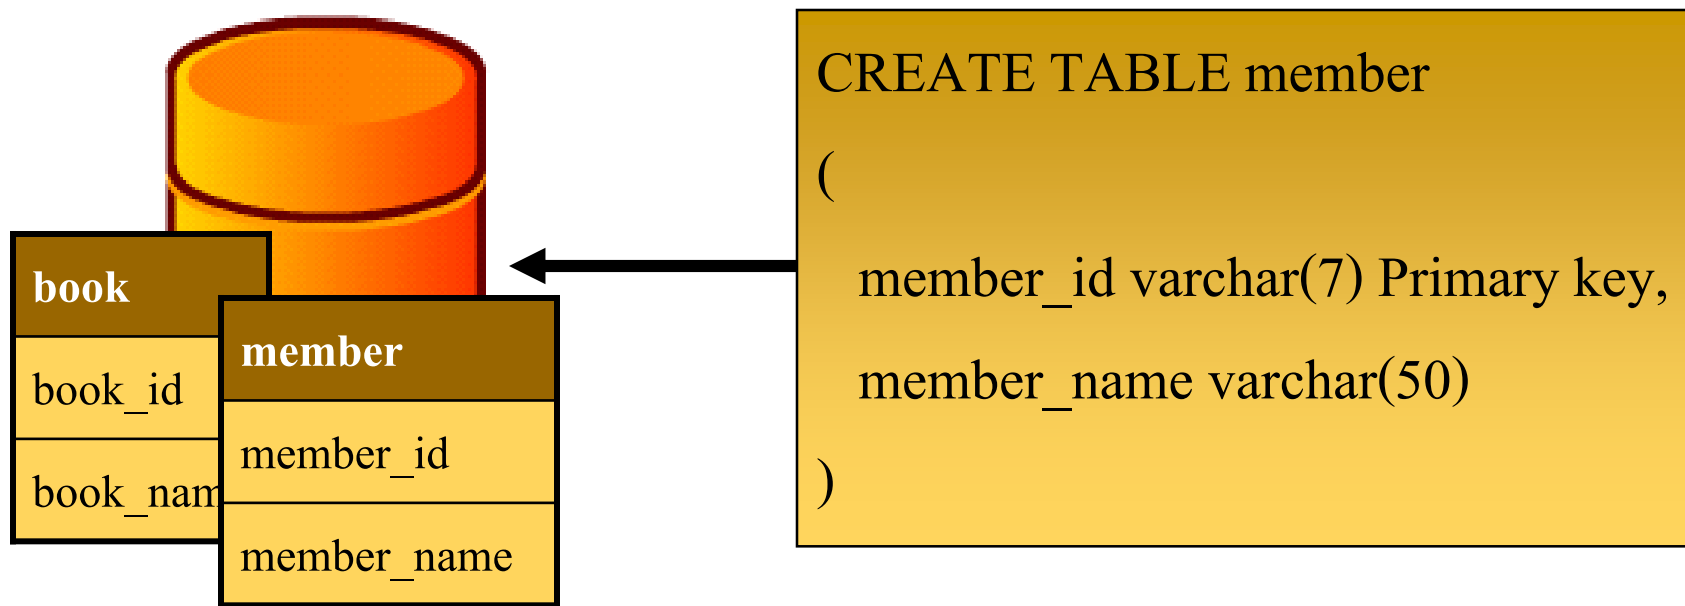 book
book_id
book_nam
member
member_id
member_name
CREATE TABLE member
(
member_id varchar(7) Primary key,
member_name varchar(50)
)